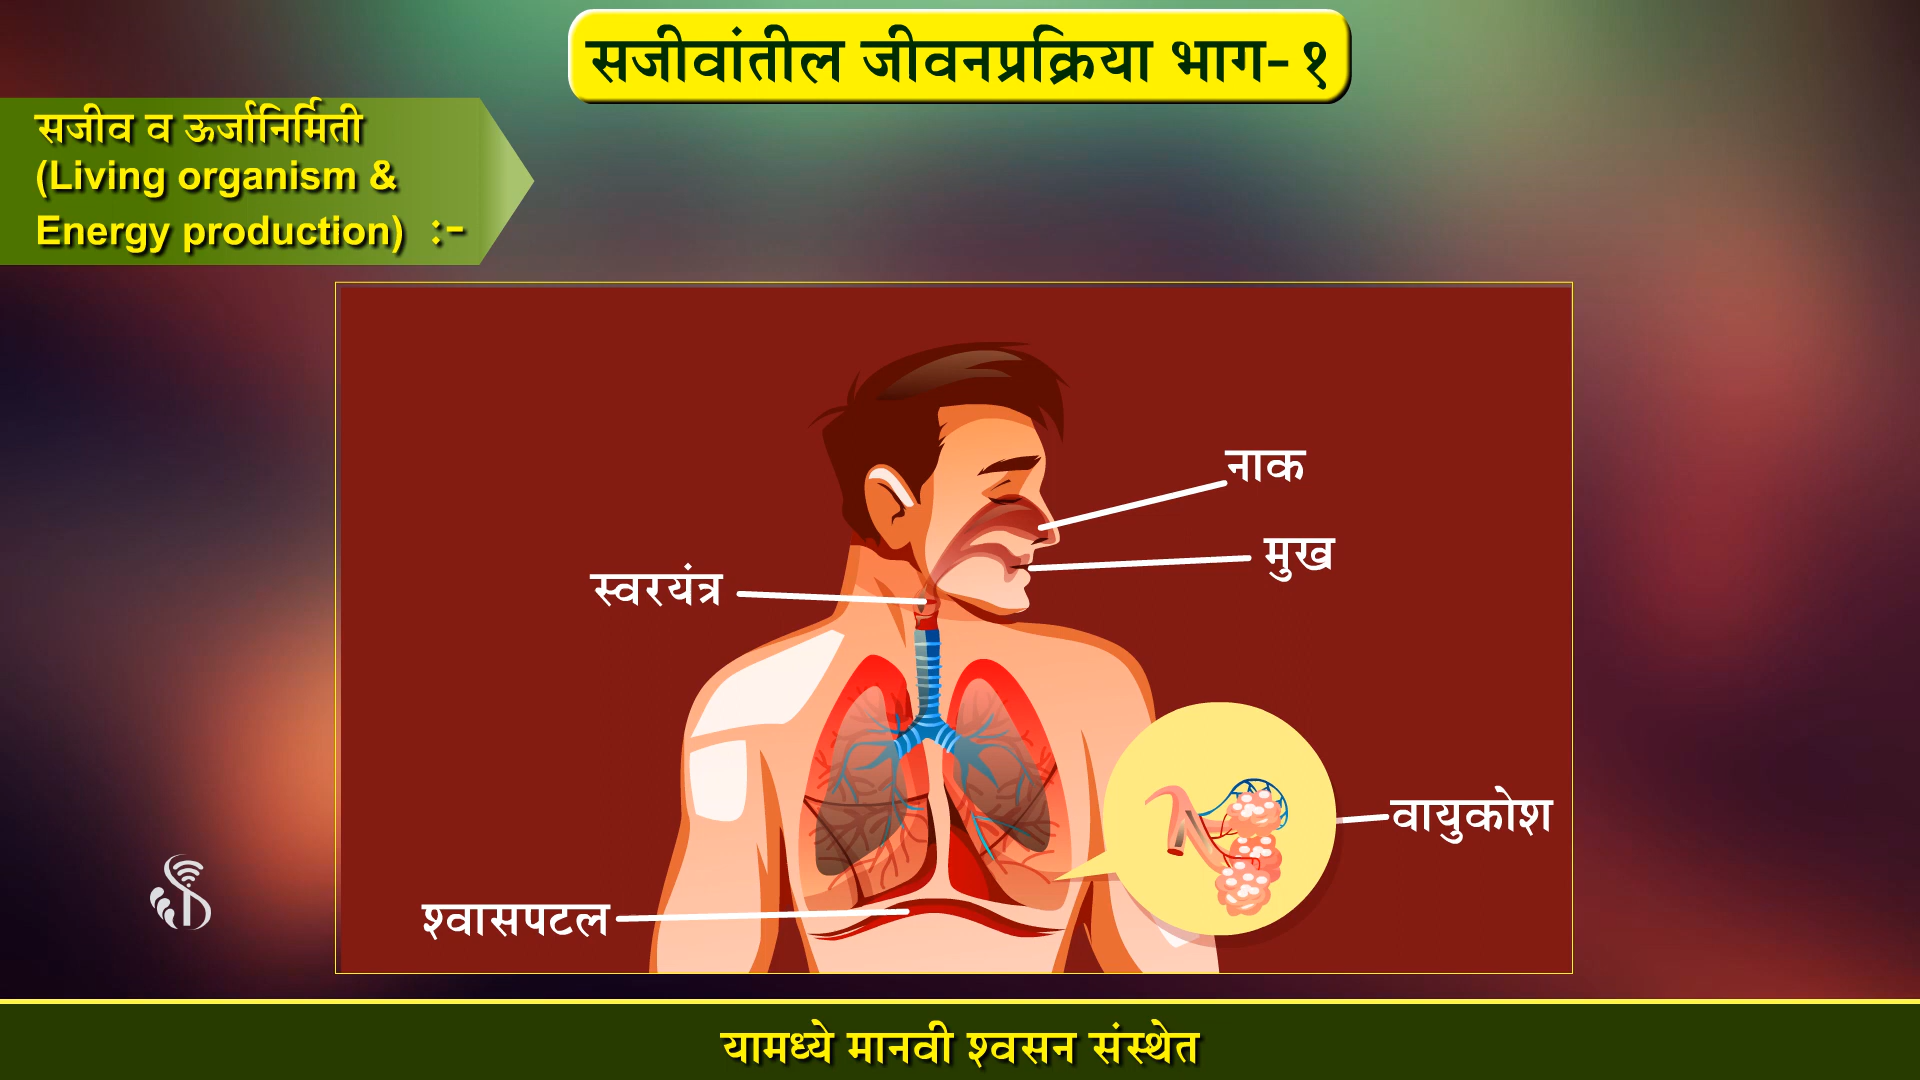 सजीवांतील जीवनप्रक्रिया भाग-१
सजीव व ऊर्जानिर्मिती
(Living organism &
Energy production) :-
नाक
मुख
स्वरयंत्र
वायुकोश
श्वासपटल
यामध्ये मानवी श्वसन संस्थेत